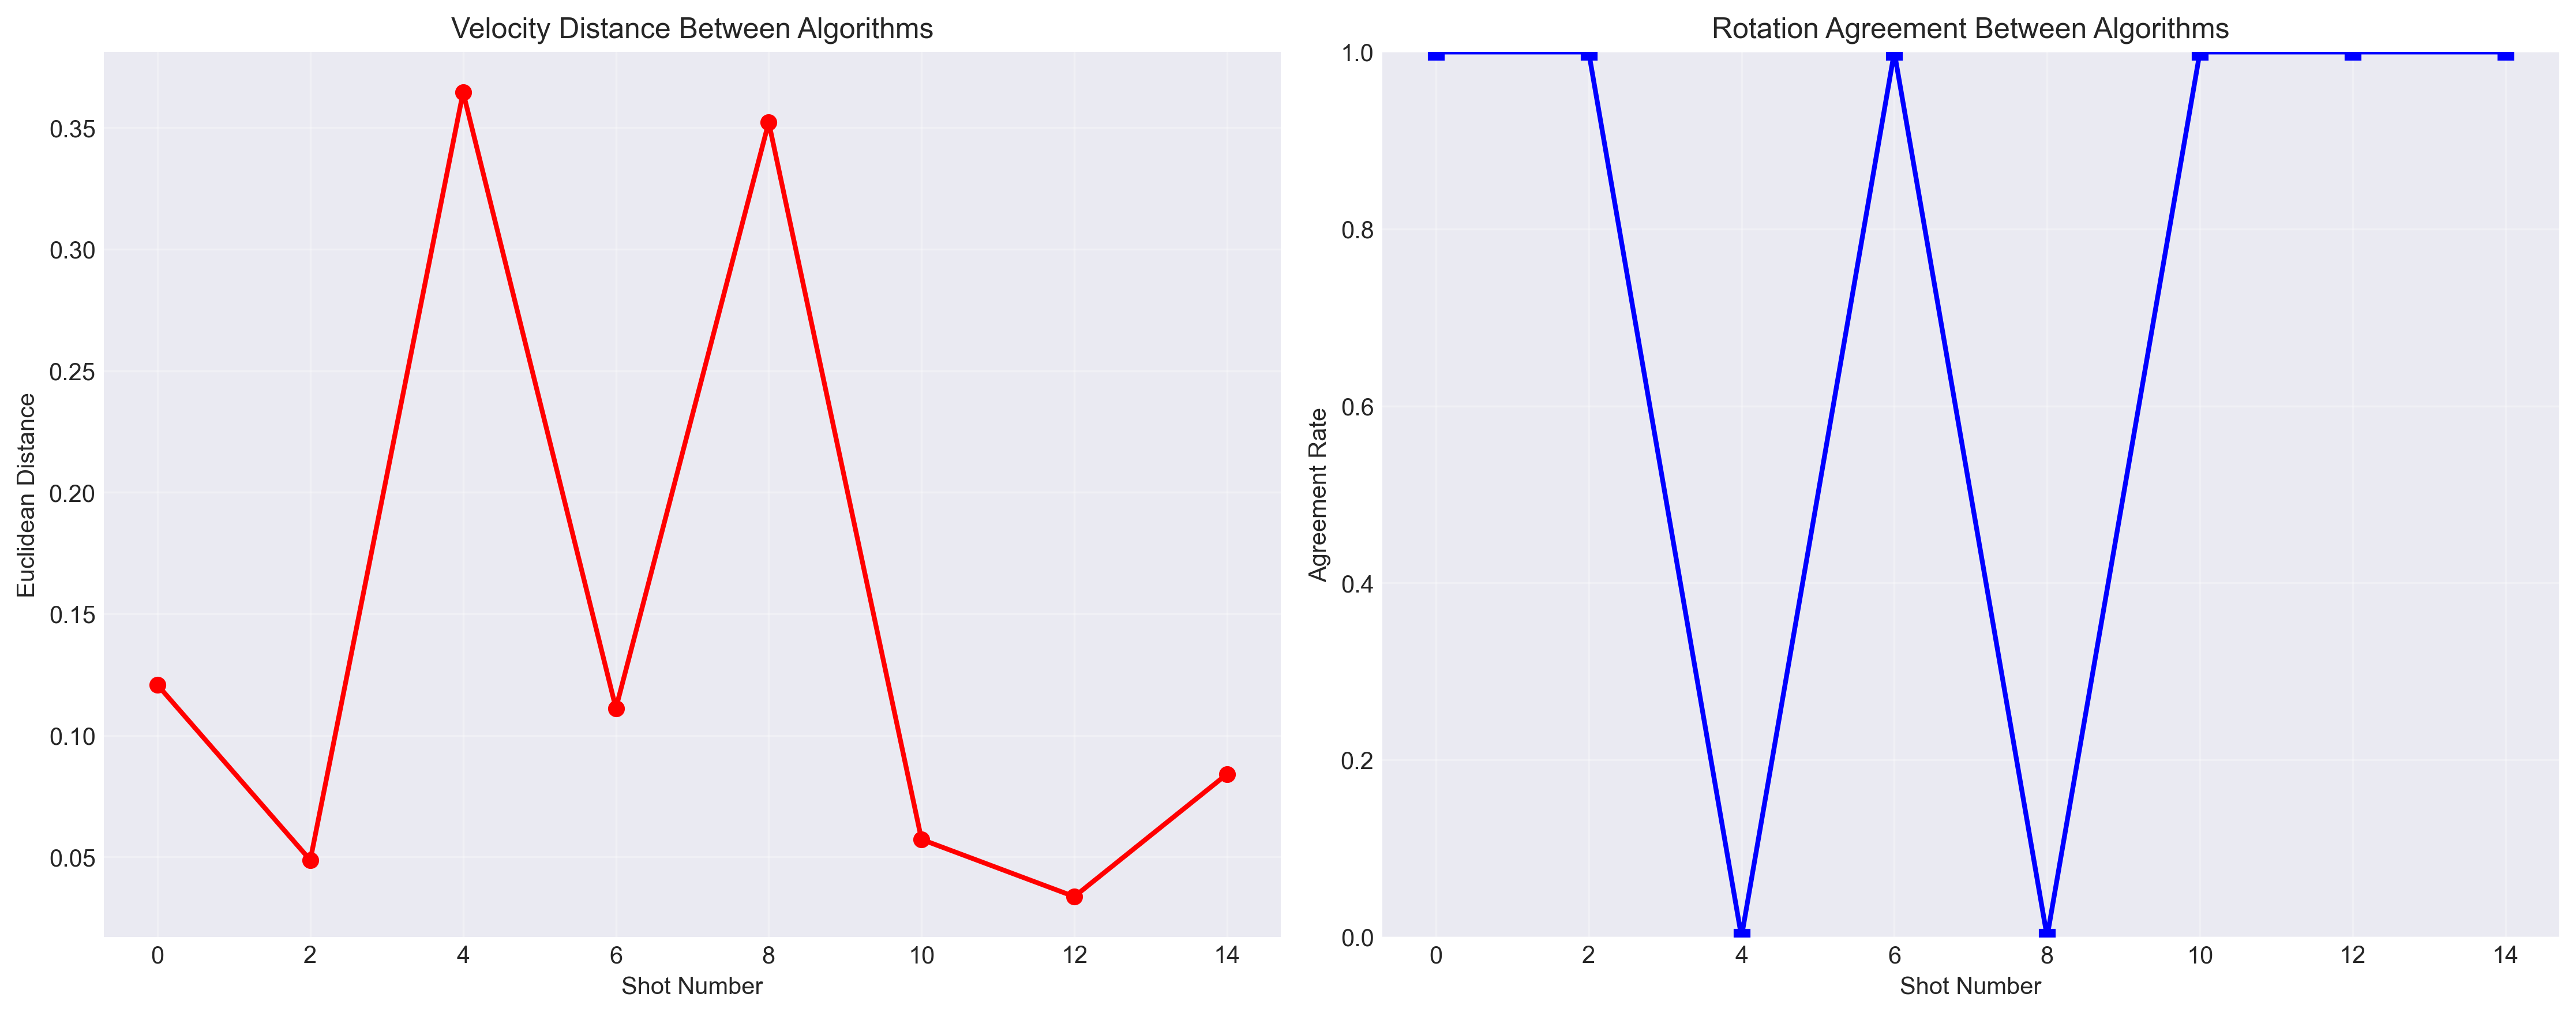 Velocity Distance Between Algorithms
Euclidean Distance
0.35
0.30
0.25
0.20
0.15
0.10
0.05
0 2 4 6 8 10 12 14
Shot Number
Rotation Agreement Between Algorithms
Agreement Rate
1.0
0.8
0.6
0.4
0.2
0.0
0 2 4 6 8 10 12 14
Shot Number